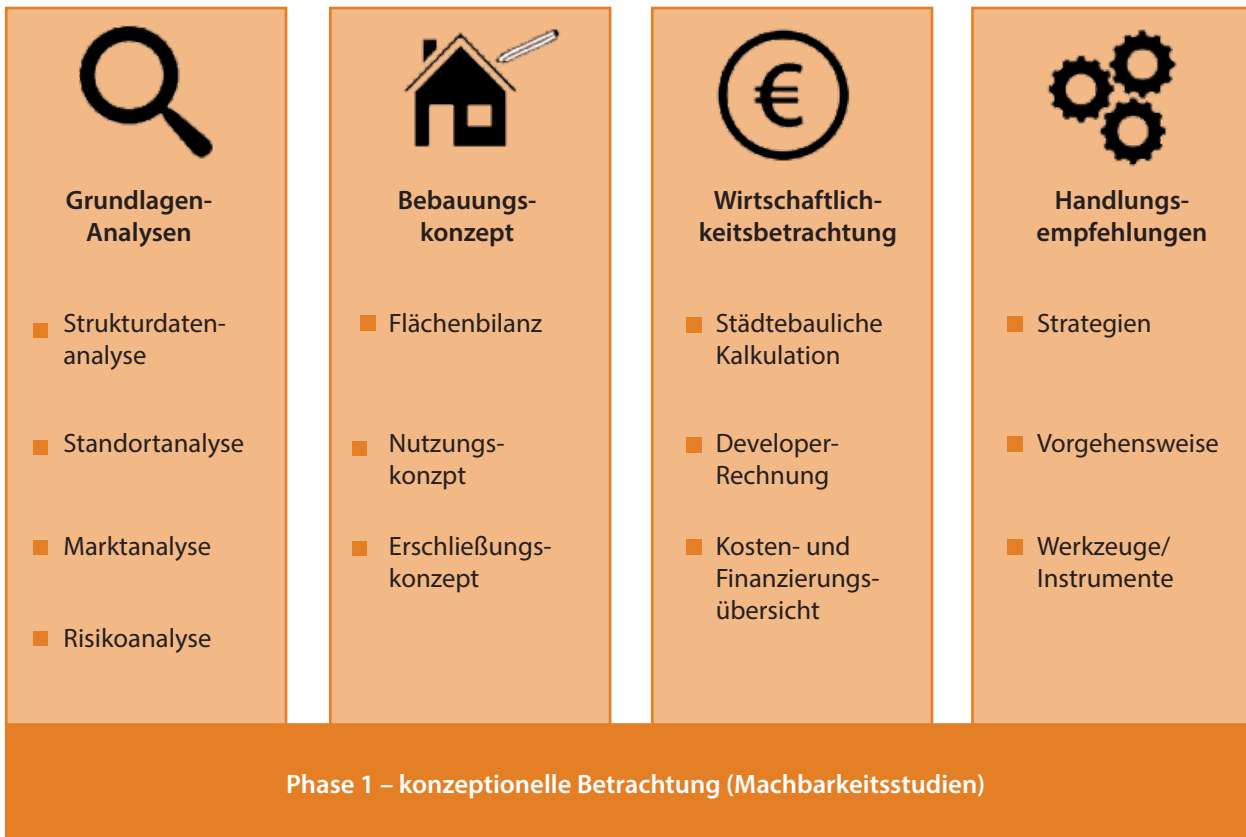 Grundlagen-
Analysen
Strukturdaten-
analyse
Standortanalyse
Marktanalyse
Risikoanalyse
Bebauungs-
konzept
Flächenbilanz
Nutzungs-
konzpt
Erschließungs-
konzept
€
Wirtschaftlich-
keitsbetrachtung
Städtebauliche
Kalkulation
Developer-
Rechnung
Kosten- und
Finanzierungs-
übersicht
Handlungs-
empfehlungen
Strategien
Vorgehensweise
Werkzeuge/
Instrumente
Phase 1 – konzeptionelle Betrachtung (Machbarkeitsstudien)